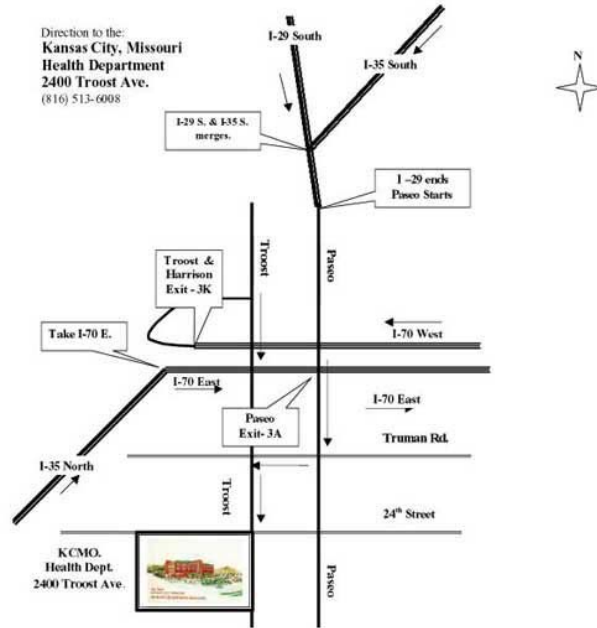 Direction to the:
Kansas City, Missouri
Health Department
2400 Troost Ave.
(816) 513-6008
I-29 South
I-35 South
N
I-29 S. & I-35 S.
merges.
I –29 ends
Paseo Starts
Troost
Paseo
Troost &
Harrison
Exit - 3K
Take I-70 E.
I-70 West
I-70 East
I-70 East
Paseo
Exit- 3A
Truman Rd.
I-35 North
Troost
24th Street
KCMO.
Health Dept.
2400 Troost Ave.
Paseo